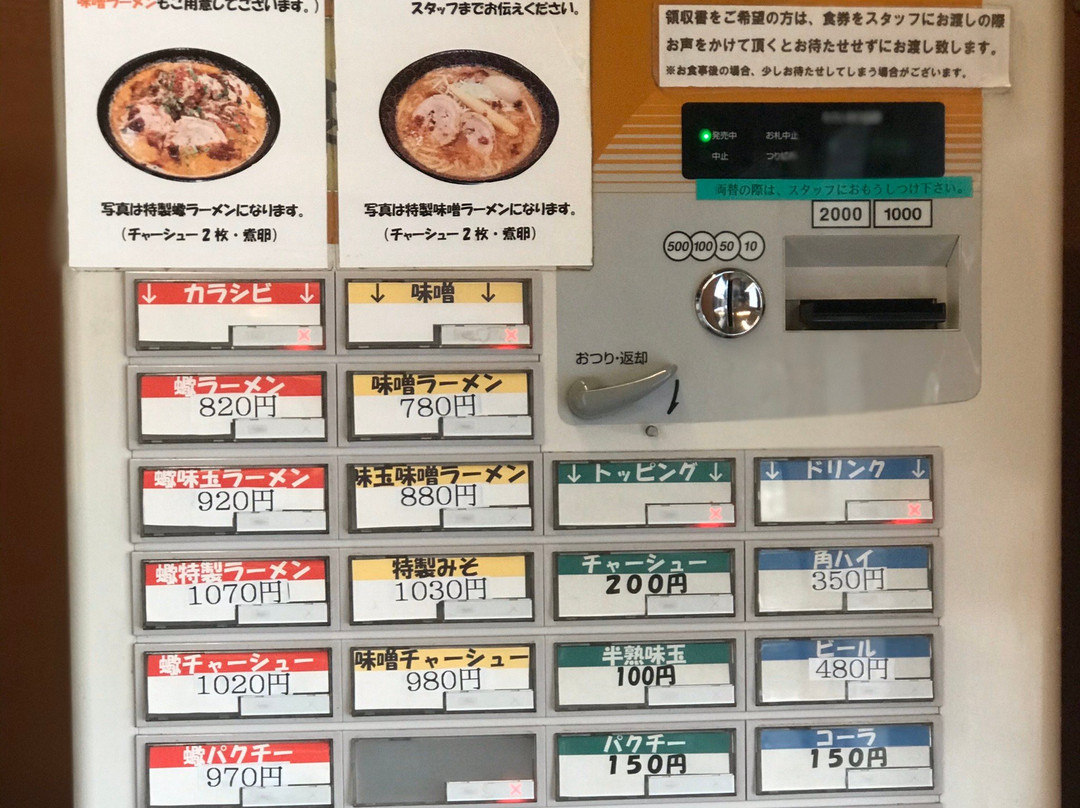 味噌ラーメンもご用意してございます。）
写真は特製蠍ラーメンになります。
（チャーシュー２枚・煮卵）
スタッフまでお伝えください。
写真は特製味噌ラーメンになります。
（チャーシュー２枚・煮卵）
領収書をご希望の方は、食券をスタッフにお渡しの際
お声をかけて頂くとお待たせせずにお渡し致します。
※お食事後の場合、少しお待たせしてしまう場合がございます。
発売中 お札中止
中止 つり切れ
両替の際は、スタッフにおもうしつけ下さい。
2000 1000
500 100 50 10
おつり・返却
↓ カラシビ ↓
蠍ラーメン
820円
蠍味玉ラーメン
920円
蠍特製ラーメン
1070円
蠍チャーシュー
1020円
蠍パクチー
970円
↓ 味噌 ↓
味噌ラーメン
780円
味玉味噌ラーメン
880円
特製みそ
1030円
味噌チャーシュー
980円
↓ トッピング ↓
チャーシュー
200円
半熟味玉
100円
パクチー
150円
↓ ドリンク ↓
角ハイ
350円
ビール
480円
コーラ
150円